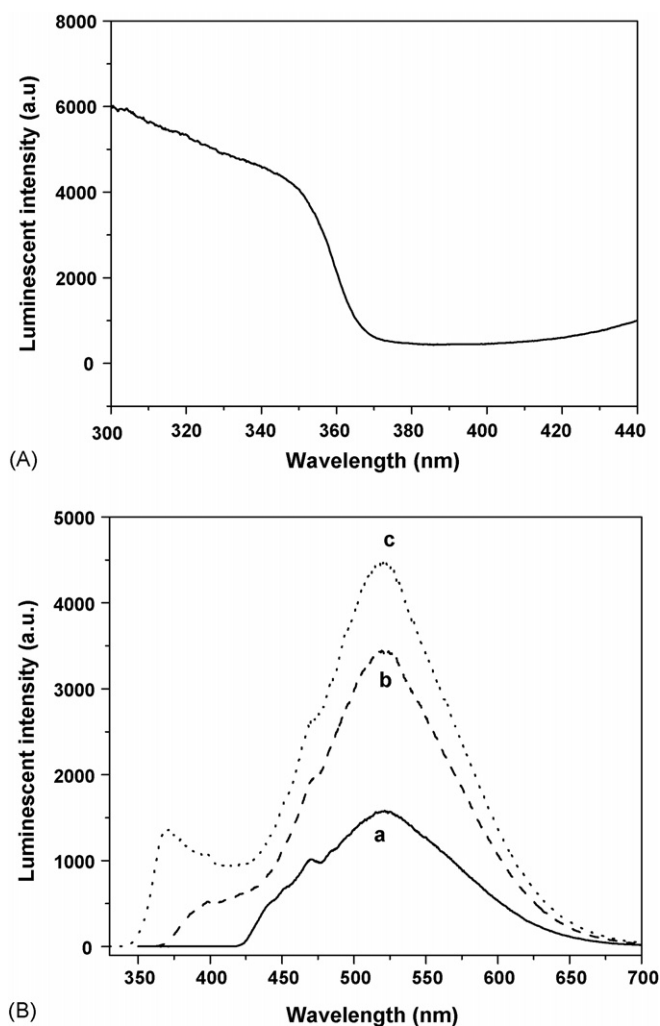 8000
6000
4000
2000
0
Luminescent intensity (a.u)
300 320 340 360 380 400 420 440
Wavelength (nm)
(A)
5000
4000
3000
2000
1000
0
Luminescent intensity (a.u.)
c
b
a
350 400 450 500 550 600 650 700
Wavelength (nm)
(B)